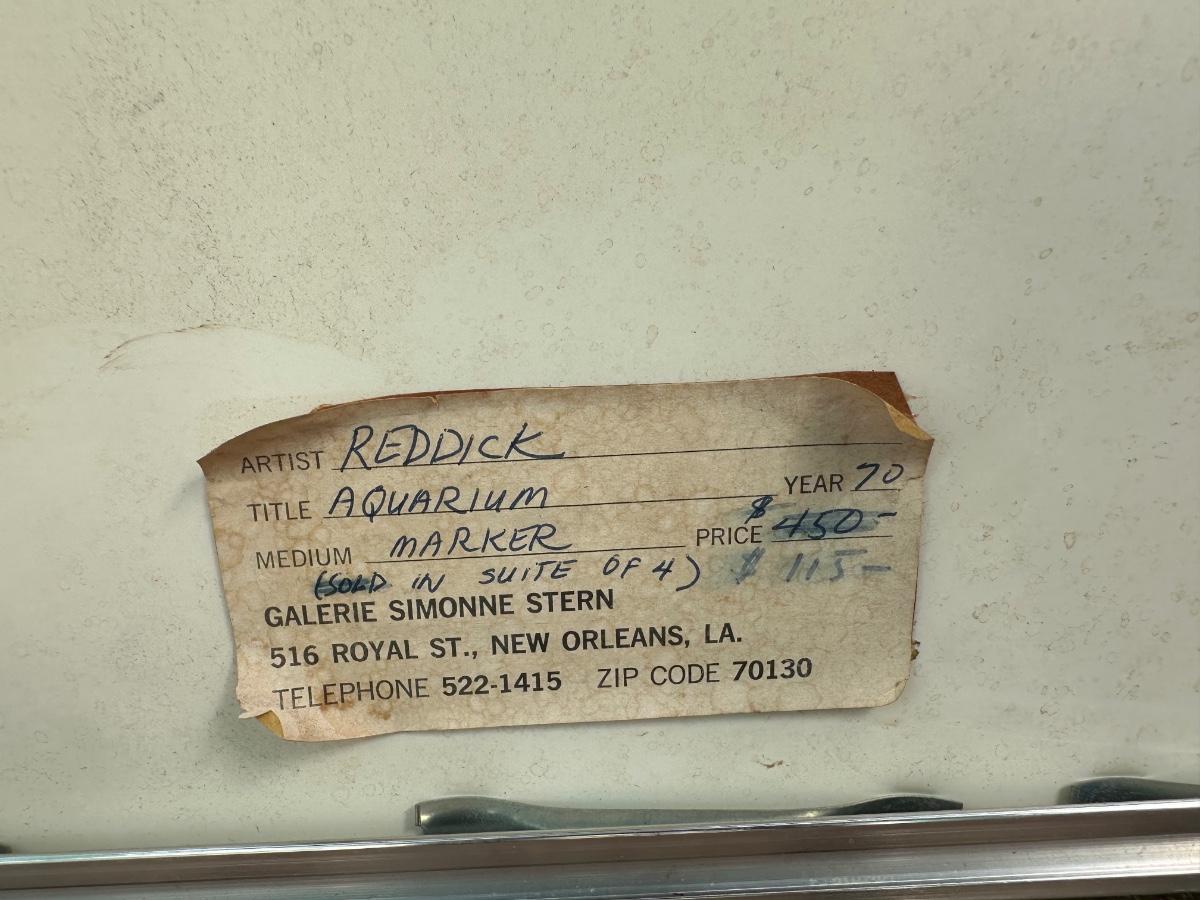 ARTIST REDDICK
TITLE AQUARIUM YEAR 70
MEDIUM MARKER PRICE $450-
(SOLD IN SUITE OF 4) $115-
GALERIE SIMONNE STERN
516 ROYAL ST., NEW ORLEANS, LA.
TELEPHONE 522-1415 ZIP CODE 70130